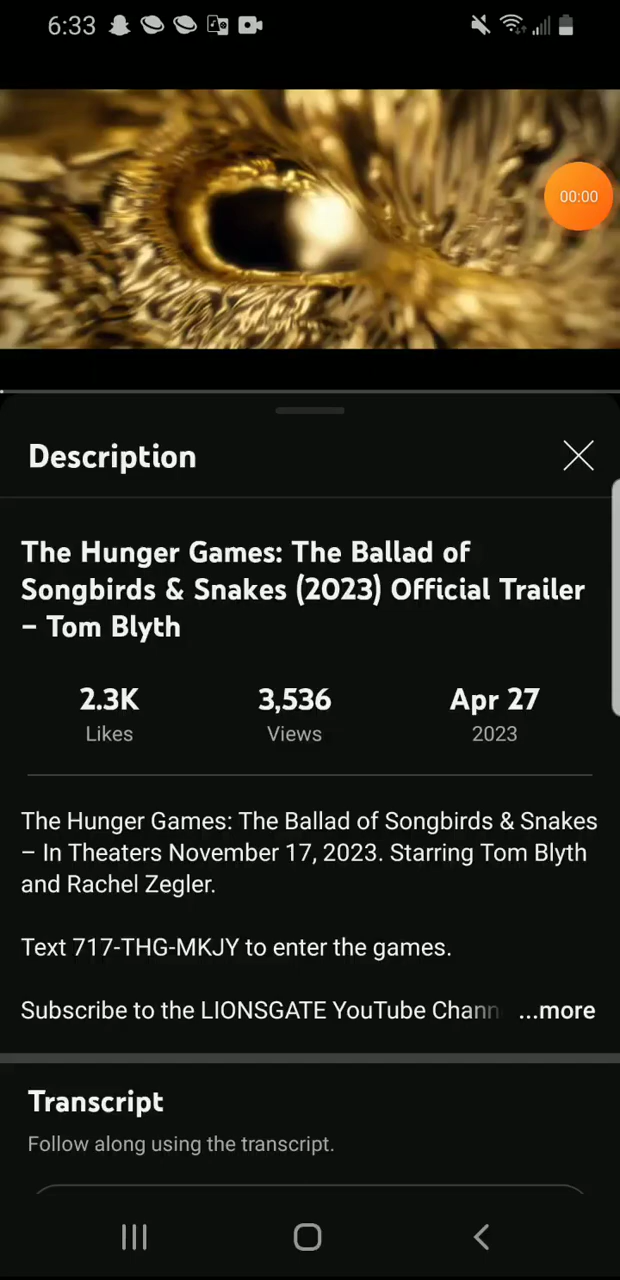 6:33
00:00
Description
The Hunger Games: The Ballad of
Songbirds & Snakes (2023) Official Trailer
– Tom Blyth
2.3K 3,536 Apr 27
Likes Views 2023
The Hunger Games: The Ballad of Songbirds & Snakes
– In Theaters November 17, 2023. Starring Tom Blyth
and Rachel Zegler.
Text 717-THG-MKJY to enter the games.
Subscribe to the LIONSGATE YouTube Chann ...more
Transcript
Follow along using the transcript.